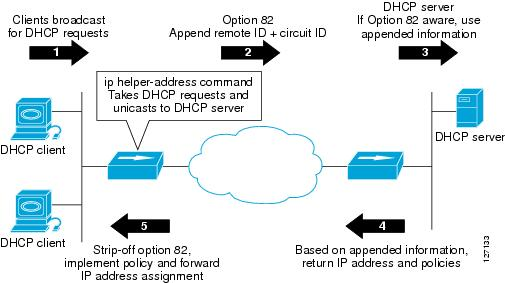 Clients broadcast
for DHCP requests
1
Option 82
Append remote ID + circuit ID
2
DHCP server
If Option 82 aware, use
appended information
3
ip helper-address command
Takes DHCP requests and
unicasts to DHCP server
DHCP client
DHCP server
DHCP client
5
Strip-off option 82,
implement policy and forward
IP address assignment
4
Based on appended information,
return IP address and policies
127133